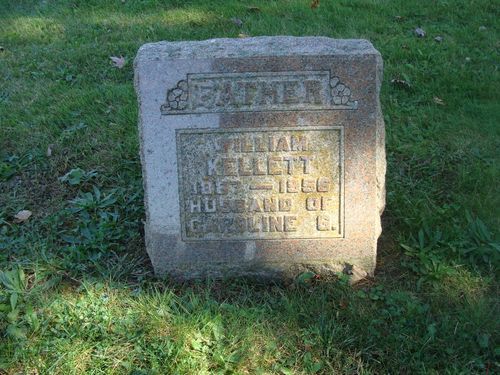 FATHER
WILLIAM
KELLETT
HUSBAND OF
CAROLINE G.